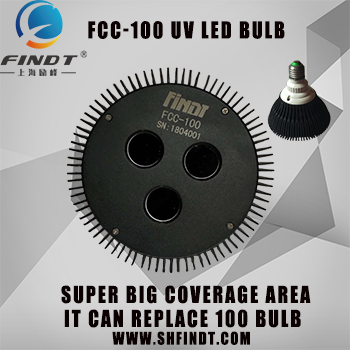 FCC-100 UV LED BULB
FINDT
上海励峰
FINDT
FCC-100
SN:1804001
SUPER BIG COVERAGE AREA
IT CAN REPLACE 100 BULB
WWW.SHFINDT.COM